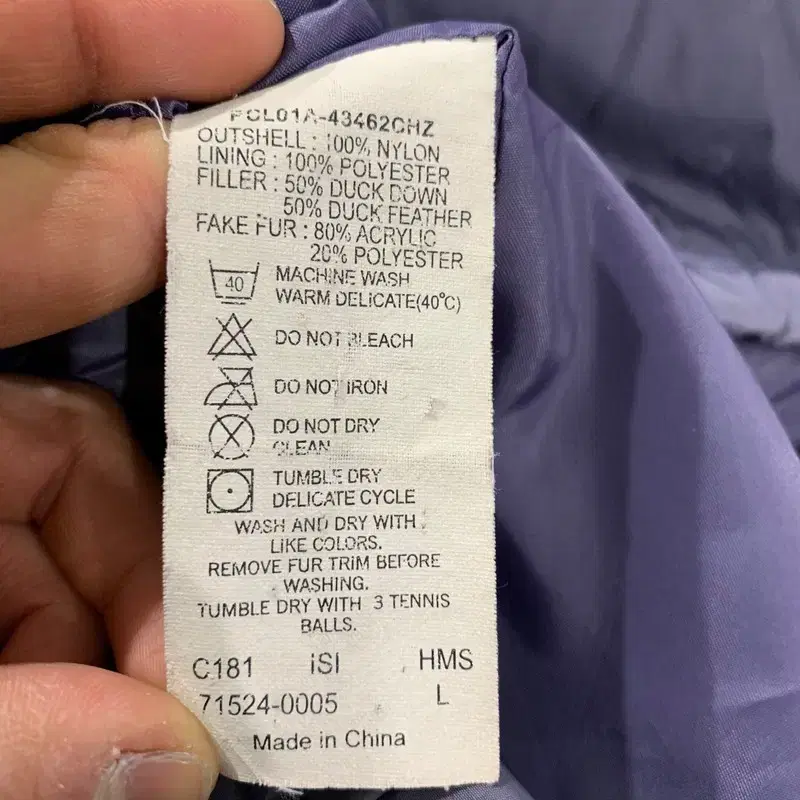 PCL01A-43462CHZ
OUTSHELL : 100% NYLON
LINING : 100% POLYESTER
FILLER : 50% DUCK DOWN
50% DUCK FEATHER
FAKE FUR : 80% ACRYLIC
20% POLYESTER
40 MACHINE WASH
WARM DELICATE(40°C)
DO NOT BLEACH
DO NOT IRON
DO NOT DRY
CLEAN
TUMBLE DRY
DELICATE CYCLE
WASH AND DRY WITH
LIKE COLORS.
REMOVE FUR TRIM BEFORE
WASHING.
TUMBLE DRY WITH 3 TENNIS
BALLS.
C181 iSI HMS
71524-0005 L
Made in China